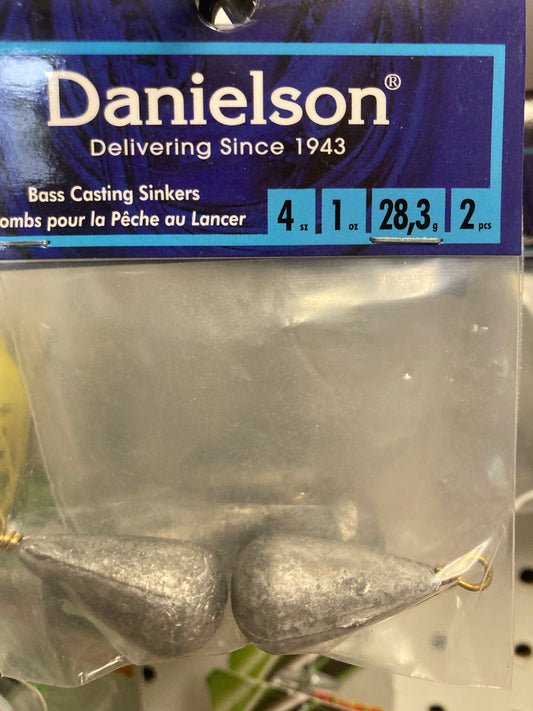 Danielson®
Delivering Since 1943
Bass Casting Sinkers
ombs pour la Pêche au Lancer
4 sz 1 oz 28,3 g 2 pcs